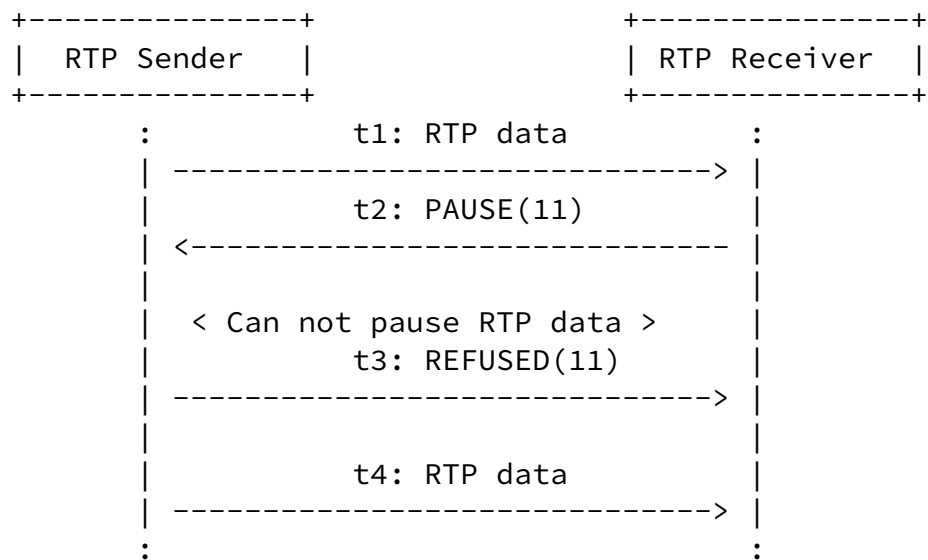 RTP Sender RTP Receiver
t1: RTP data
t2: PAUSE(11)
< Can not pause RTP data >
t3: REFUSED(11)
t4: RTP data